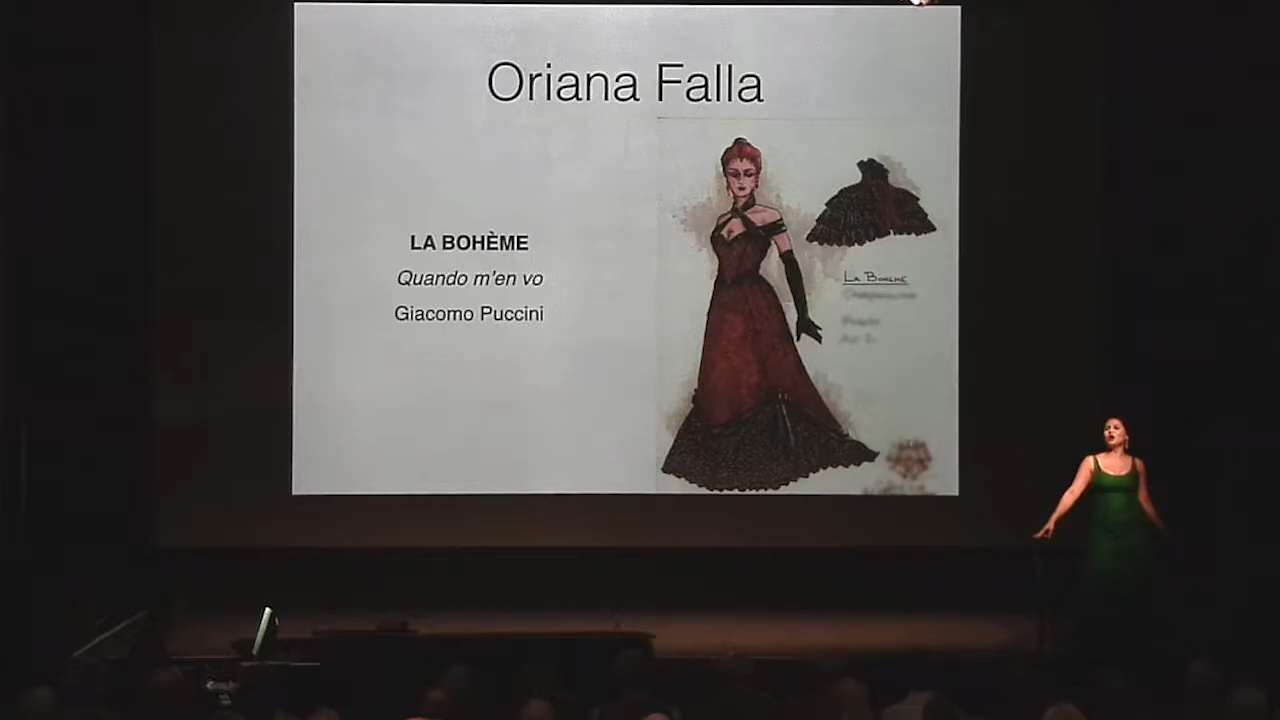 Oriana Falla
LA BOHÈME
Quando m'en vo
Giacomo Puccini
LA BOHEME